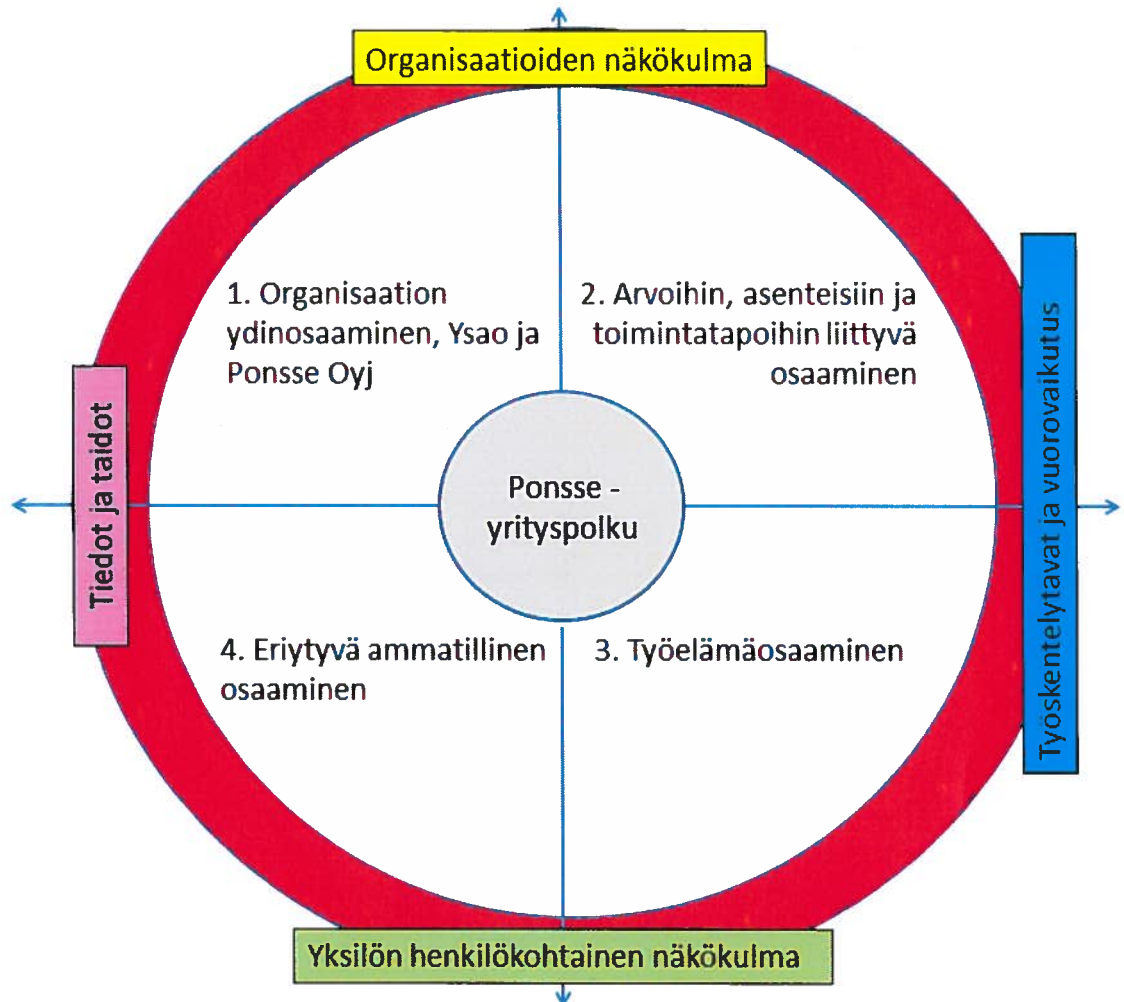 Organisaatioiden näkökulma
1. Organisaation
ydinosaaminen, Ysao ja
Ponsse Oyj
2. Arvoihin, asenteisiin ja
toimintatapoihin liittyvä
osaaminen
Tiedot ja taidot
Ponsse -
yrityspolku
Työskentelytavat ja vuorovaikutus
4. Eriytyvä ammatillinen
osaaminen
3. Työelämäosaaminen
Yksilön henkilökohtainen näkökulma